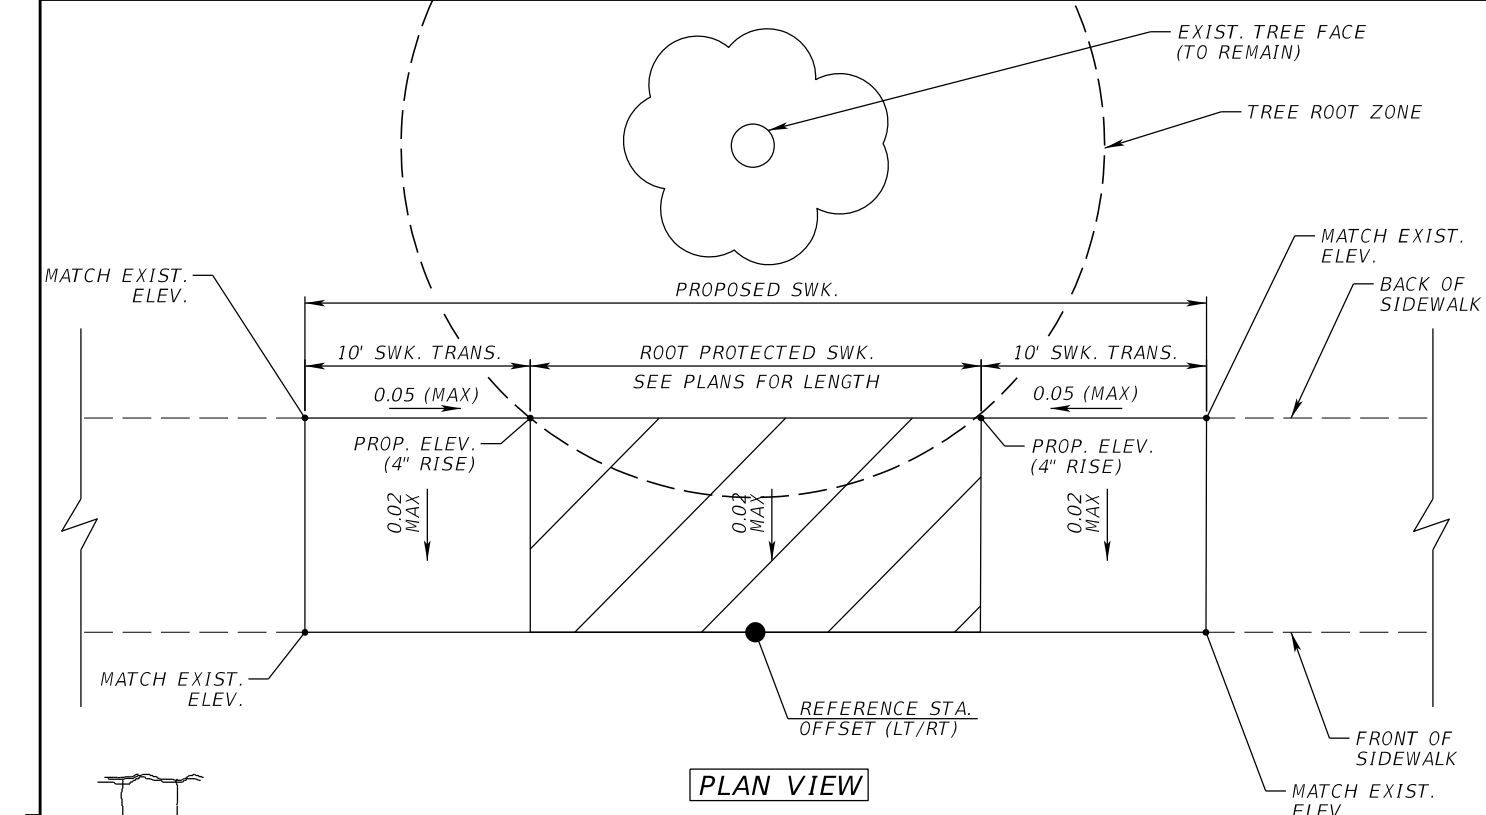 EXIST. TREE FACE
(TO REMAIN)
TREE ROOT ZONE
MATCH EXIST.
ELEV.
MATCH EXIST.
ELEV.
BACK OF
SIDEWALK
PROPOSED SWK.
10' SWK. TRANS.
ROOT PROTECTED SWK.
10' SWK. TRANS.
SEE PLANS FOR LENGTH
0.05 (MAX)
0.05 (MAX)
PROP. ELEV.
(4" RISE)
PROP. ELEV.
(4" RISE)
0.02
MAX
0.02
MAX
0.02
MAX
MATCH EXIST.
ELEV.
REFERENCE STA.
OFFSET (LT/RT)
FRONT OF
SIDEWALK
PLAN VIEW
MATCH EXIST.
ELEV